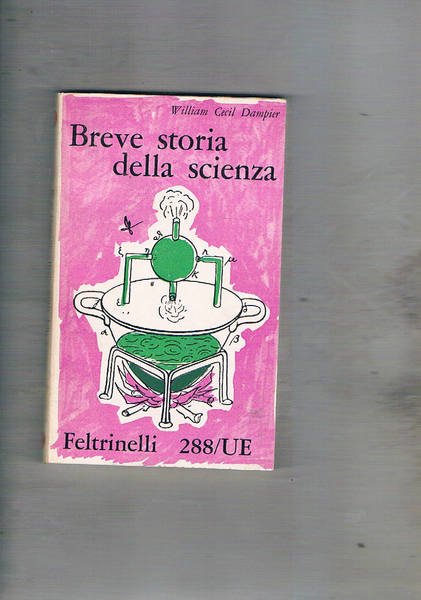 William Cecil Dampier
Breve storia
della scienza
Feltrinelli 288/UE